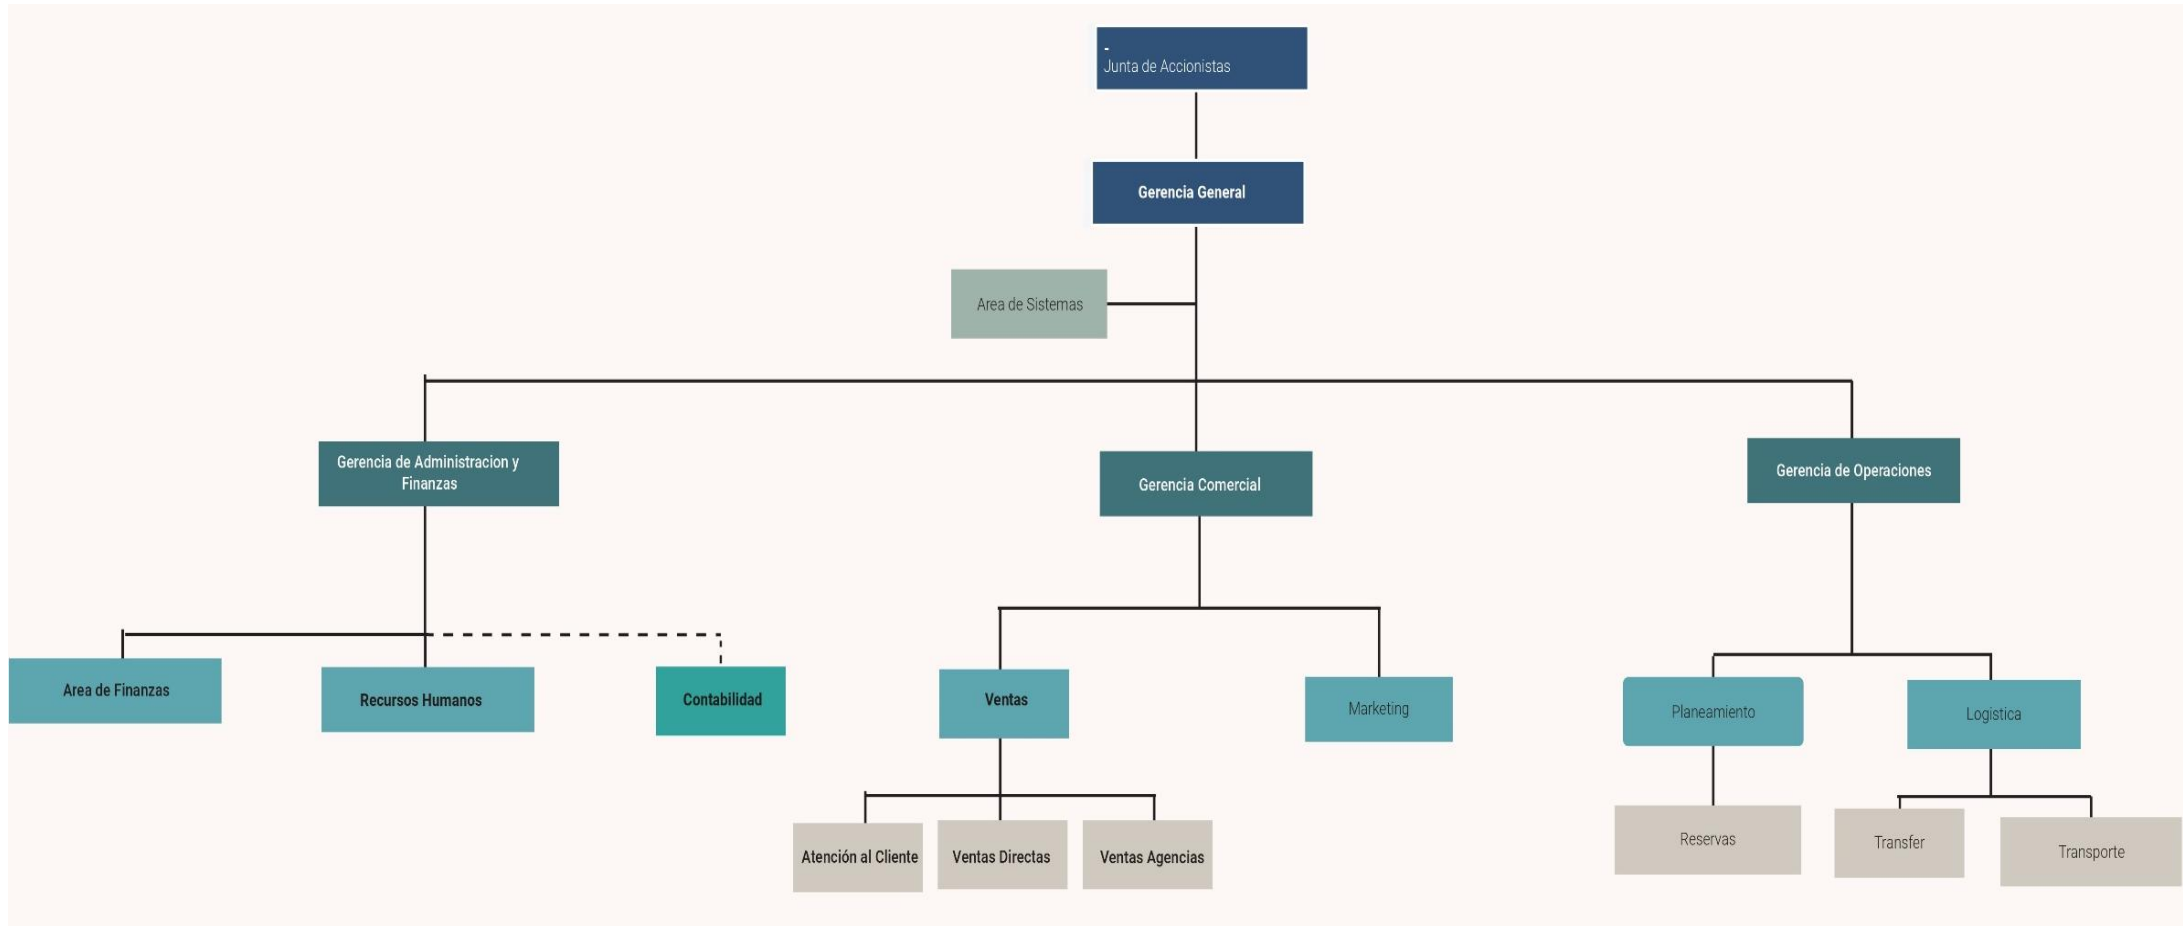 -
Junta de Accionistas
Gerencia General
Area de Sistemas
Gerencia de Administracion y
Finanzas
Gerencia Comercial
Gerencia de Operaciones
Area de Finanzas
Recursos Humanos
Contabilidad
Ventas
Marketing
Planeamiento
Logistica
Atención al Cliente
Ventas Directas
Ventas Agencias
Reservas
Transfer
Transporte